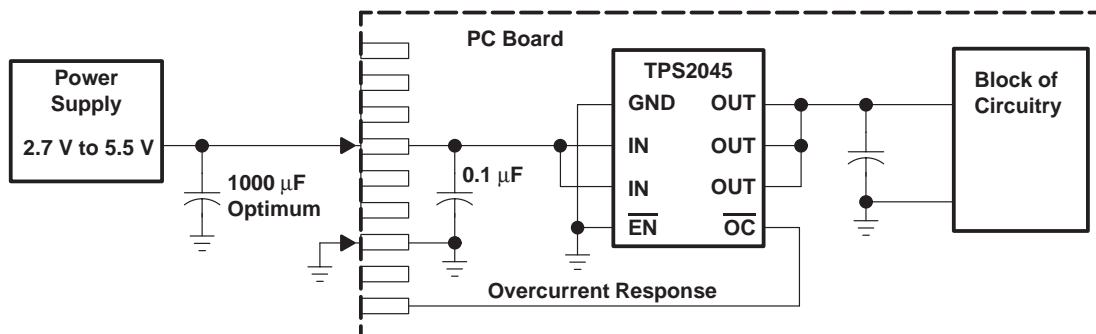 PC Board
Power
Supply
2.7 V to 5.5 V
1000 μF
Optimum
0.1 μF
TPS2045
GND OUT
IN OUT
IN OUT
EN OC
Block of
Circuitry
Overcurrent Response